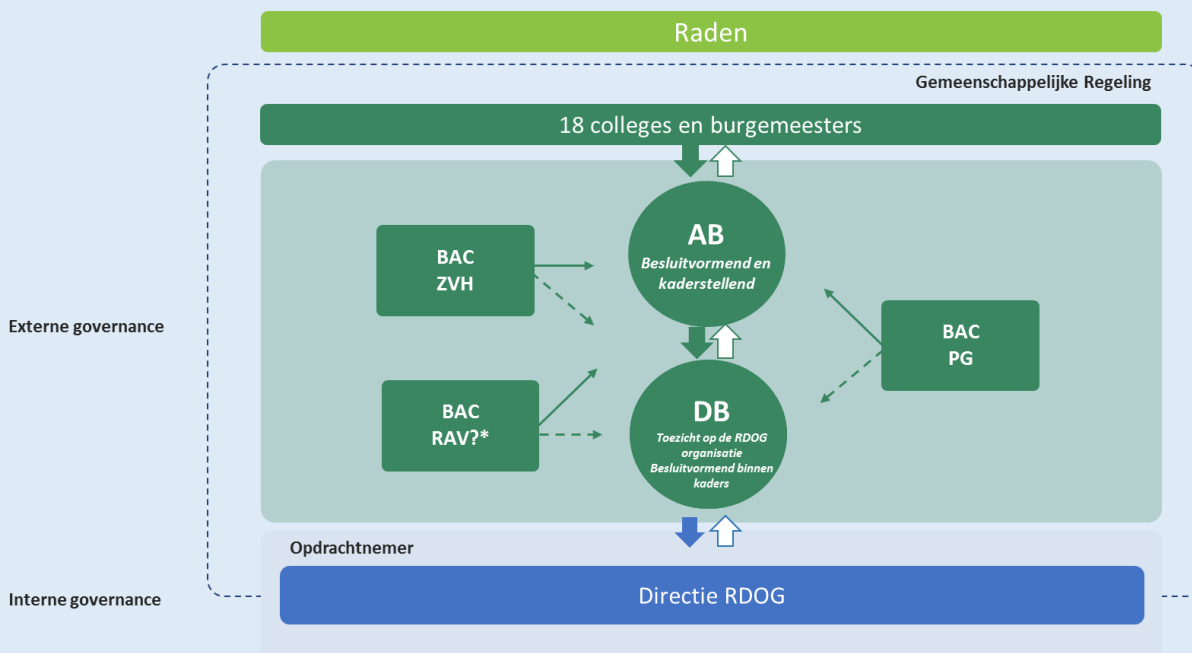 Raden
Gemeenschappelijke Regeling
18 colleges en burgemeesters
AB
Besluitvormend en
kaderstellend
BAC
ZVH
Externe governance
BAC
PG
BAC
RAV?*
DB
Toezicht op de RDOG
organisatie
Besluitvormend binnen
kaders
Opdrachtnemer
Directie RDOG
Interne governance